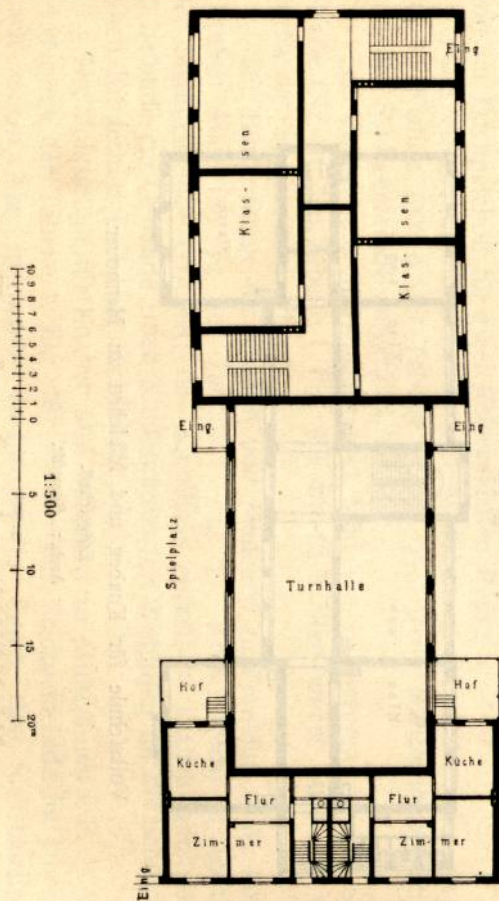 Eing
Klas-
sen
Klas-
sen
Eing.
Eing
10 9 8 7 6 5 4 3 2 1 0 5 10 15 20m
1:500
Spielplatz
Turnhalle
Hof
Hof
Küche
Küche
Flur
Flur
Zim-mer
Zim-mer
Eing